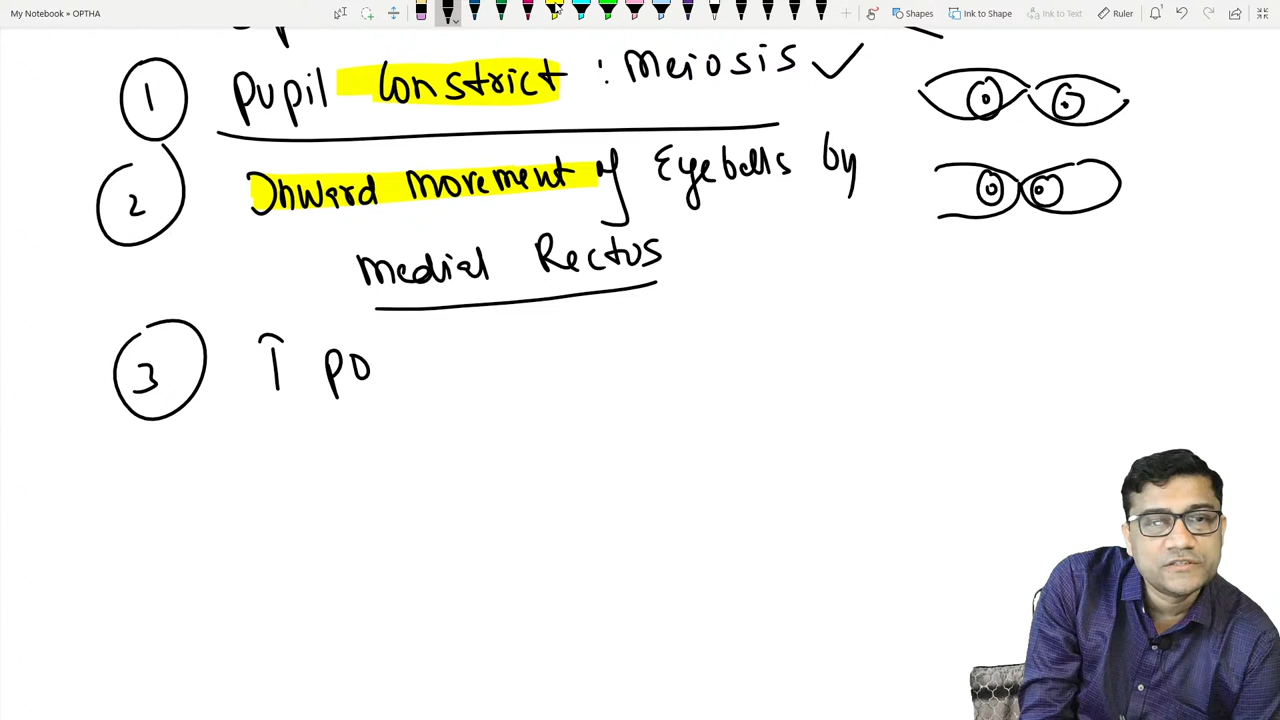 My Notebook » OPTHA
Shapes
Ink to Shape
Ink to Text
Ruler
1 Pupil Constrict : Meiosis ✓
2 Inward movement of Eyeballs by
Medial Rectus
3 ↑ po